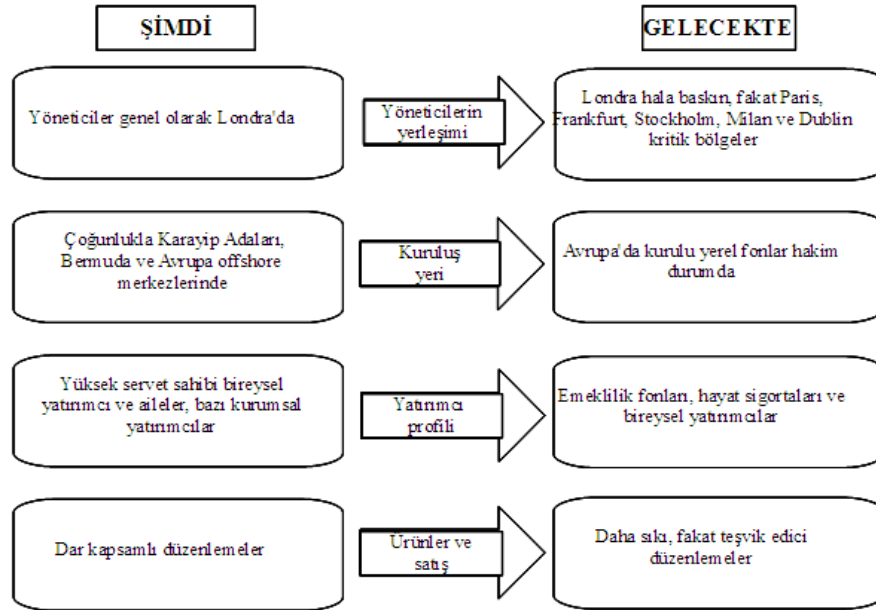 ŞİMDİ
GELECEKTE
Yöneticiler genel olarak Londra'da
Yöneticilerin
yerleşimi
Londra hala baskın, fakat Paris,
Frankfurt, Stockholm, Milan ve Dublin
kritik bölgeler
Çoğunlukla Karayip Adaları,
Bermuda ve Avrupa offshore
merkezlerinde
Kuruluş
yeri
Avrupa'da kurulu yerel fonlar hakim
durumda
Yüksek servet sahibi bireysel
yatırımcı ve aileler, bazı kurumsal
yatırımcılar
Yatırımcı
profili
Emeklilik fonları, hayat sigortaları ve
bireysel yatırımcılar
Dar kapsamlı düzenlemeler
Ürünler ve
satış
Daha sıkı, fakat teşvik edici
düzenlemeler